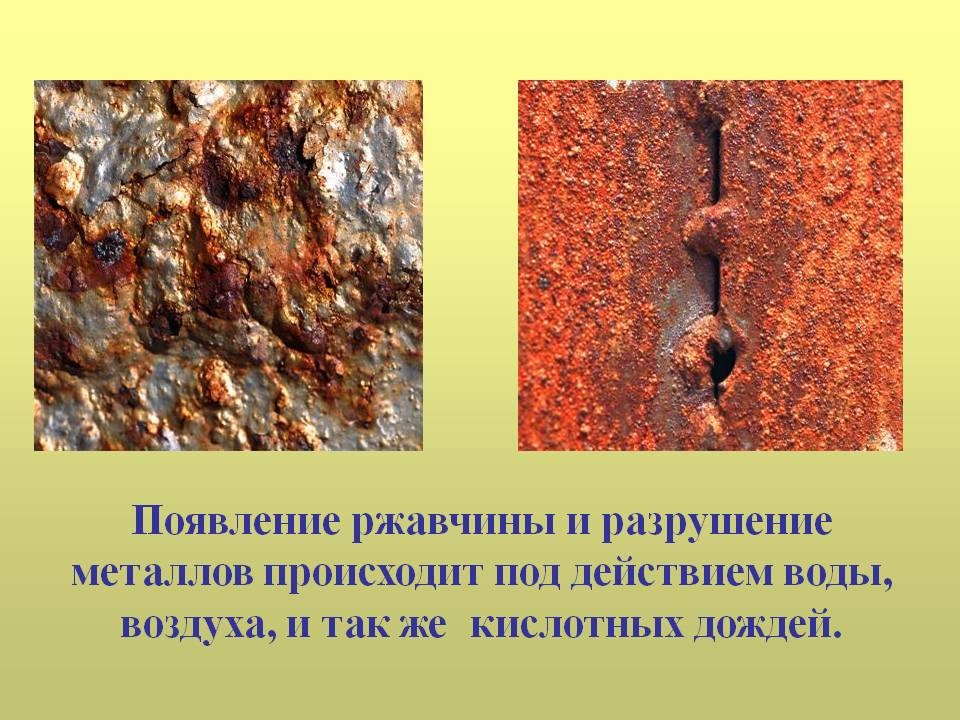 Появление ржавчины и разрушение
металлов происходит под действием воды,
воздуха, и так же кислотных дождей.